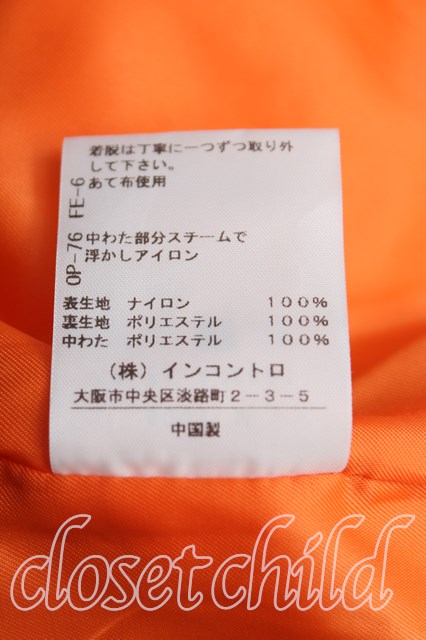 着脱は丁寧に一つずつ取り外
して下さい。
あて布使用
OP-76 FE-6
中わた部分スチームで
浮かしアイロン
表生地 ナイロン 100%
裏生地 ポリエステル 100%
中わた ポリエステル 100%
(株) インコントロ
大阪市中央区淡路町2-3-5
中国製
closetchild